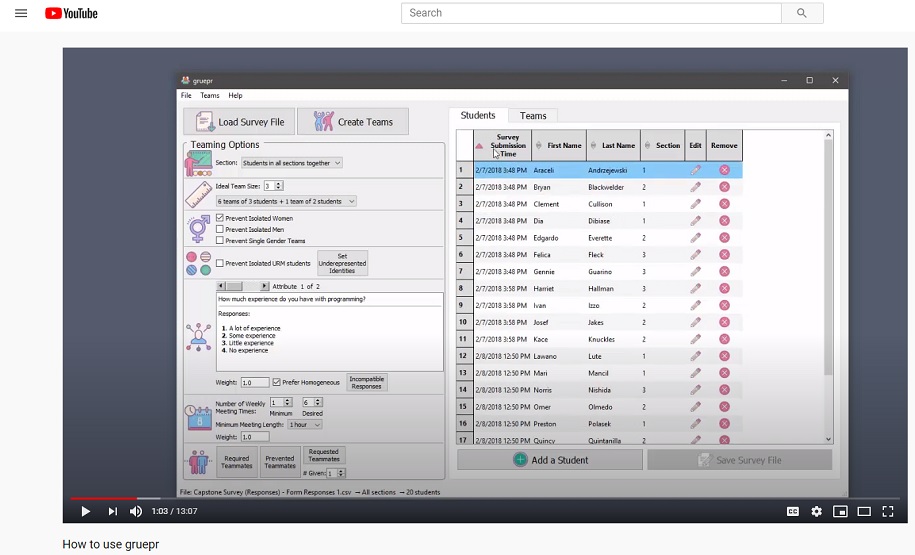 YouTube
Search
gruepr
File Teams Help
Load Survey File
Create Teams
Teaming Options
Section: Students in all sections together
Ideal Team Size: 3
6 teams of 3 students + 1 team of 2 students
Prevent Isolated Women
Prevent Isolated Men
Prevent Single Gender Teams
Prevent Isolated URM students
Set Underrepresented Identities
Attribute 1 of 2
How much experience do you have with programming?
Responses:
1. A lot of experience
2. Some experience
3. Little experience
4. No experience
Weight: 1.0 Prefer Homogeneous
Incompatible Responses
Number of Weekly Meeting Times: 1 6
Minimum Desired
Minimum Meeting Length: 1 hour
Weight: 1.0
Required Teammates
Prevented Teammates
Requested Teammates
# Given: 1
Students Teams
Survey Submission Time First Name Last Name Section Edit Remove
1 2/7/2018 3:48 PM Araceli Andrzejewski 1
2 2/7/2018 3:48 PM Bryan Blackwelder 2
3 2/7/2018 3:48 PM Clement Cullison 1
4 2/7/2018 3:48 PM Dia Dibiase 1
5 2/7/2018 3:48 PM Edgardo Everette 2
6 2/7/2018 3:48 PM Felica Fleck 3
7 2/7/2018 3:48 PM Gennie Guarino 3
8 2/7/2018 3:58 PM Harriet Hallman 3
9 2/7/2018 3:58 PM Ivan Izzo 2
10 2/7/2018 3:58 PM Josef Jakes 2
11 2/7/2018 3:58 PM Kace Knuckles 2
12 2/8/2018 12:50 PM Lawano Lute 1
13 2/8/2018 12:50 PM Mari Mancil 1
14 2/8/2018 12:50 PM Norris Nishida 3
15 2/8/2018 12:50 PM Omer Olmedo 2
16 2/8/2018 12:50 PM Preston Polasek 1
17 2/8/2018 12:50 PM Quincy Quintanilla 2
Add a Student
Save Survey File
File: Capstone Survey (Responses) - Form Responses 1.csv → All sections → 20 students
1:03 / 13:07
CC
How to use gruepr